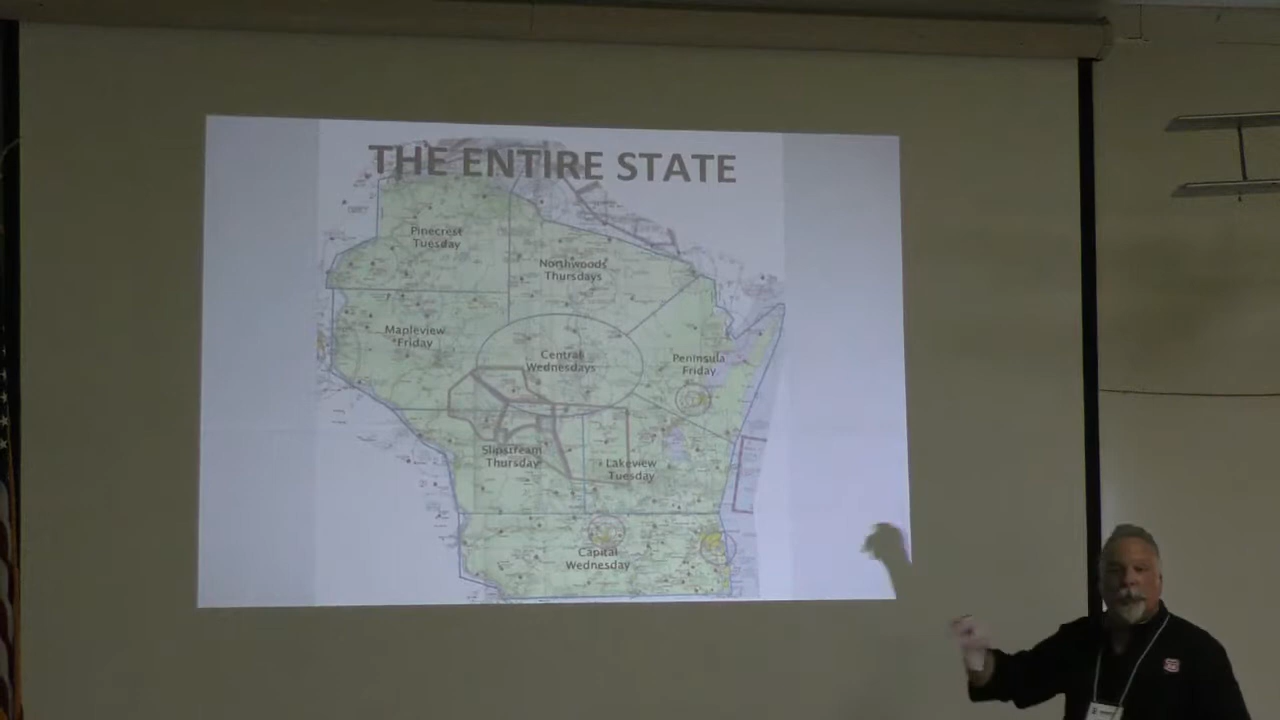 THE ENTIRE STATE
Pinecrest
Tuesday
Northwoods
Thursdays
Mapleview
Friday
Central
Wednesdays
Peninsula
Friday
Slipstream
Thursday
Lakeview
Tuesday
Capital
Wednesday